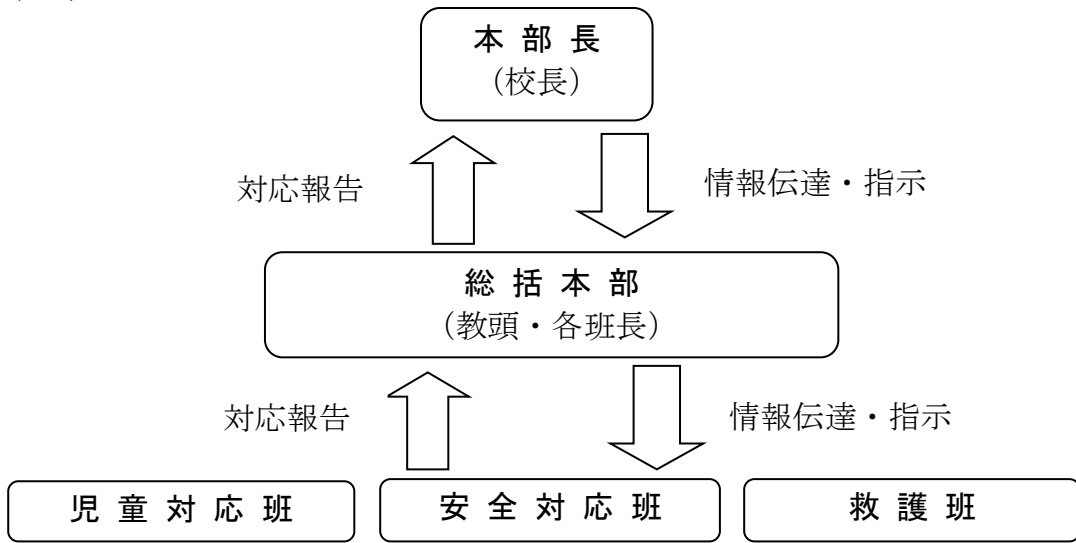 本部長
（校長）
対応報告
情報伝達・指示
総括本部
（教頭・各班長）
対応報告
情報伝達・指示
児童対応班
安全対応班
救護班